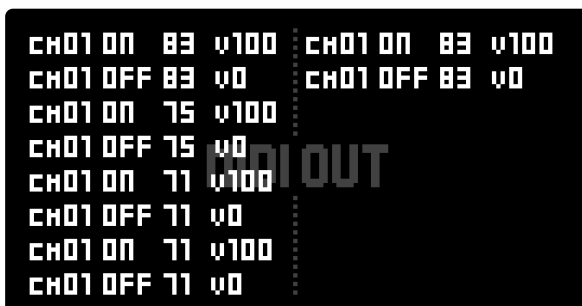 CH01 ON 83 V100
CH01 OFF 83 V0
CH01 ON 75 V100
CH01 OFF 75 V0
CH01 ON 71 V100
CH01 OFF 71 V0
CH01 ON 71 V100
CH01 OFF 71 V0
CH01 ON 83 V100
CH01 OFF 83 V0
MIDI OUT